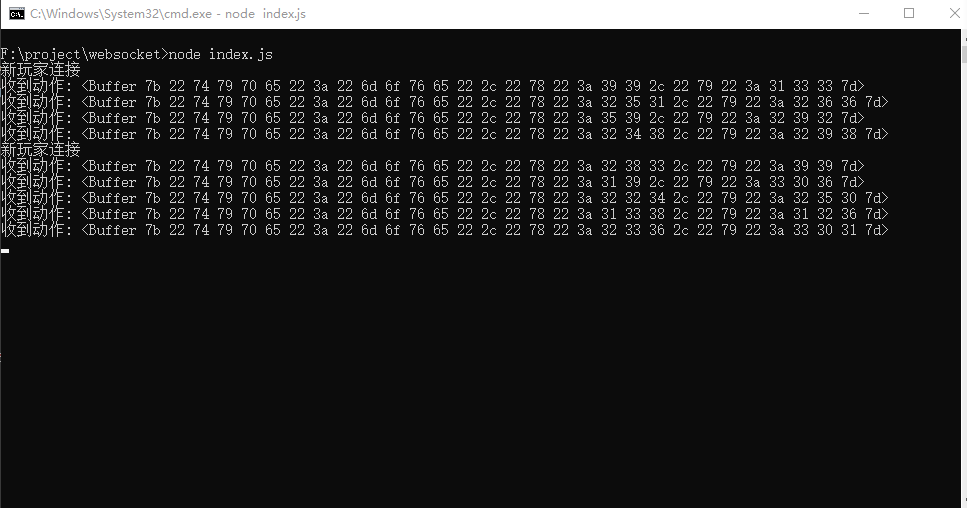 C:\Windows\System32\cmd.exe - node  index.js
F:\project\websocket>node index.js
新玩家连接
收到动作: <Buffer 7b 22 74 79 70 65 22 3a 22 6d 6f 76 65 22 2c 22 78 22 3a 39 39 2c 22 79 22 3a 31 33 33 7d>
收到动作: <Buffer 7b 22 74 79 70 65 22 3a 22 6d 6f 76 65 22 2c 22 78 22 3a 32 35 31 2c 22 79 22 3a 32 36 36 7d>
收到动作: <Buffer 7b 22 74 79 70 65 22 3a 22 6d 6f 76 65 22 2c 22 78 22 3a 35 39 2c 22 79 22 3a 32 39 32 7d>
收到动作: <Buffer 7b 22 74 79 70 65 22 3a 22 6d 6f 76 65 22 2c 22 78 22 3a 32 34 38 2c 22 79 22 3a 32 39 38 7d>
新玩家连接
收到动作: <Buffer 7b 22 74 79 70 65 22 3a 22 6d 6f 76 65 22 2c 22 78 22 3a 32 38 33 2c 22 79 22 3a 39 39 7d>
收到动作: <Buffer 7b 22 74 79 70 65 22 3a 22 6d 6f 76 65 22 2c 22 78 22 3a 31 39 2c 22 79 22 3a 33 30 36 7d>
收到动作: <Buffer 7b 22 74 79 70 65 22 3a 22 6d 6f 76 65 22 2c 22 78 22 3a 32 32 34 2c 22 79 22 3a 32 35 30 7d>
收到动作: <Buffer 7b 22 74 79 70 65 22 3a 22 6d 6f 76 65 22 2c 22 78 22 3a 31 33 38 2c 22 79 22 3a 31 32 36 7d>
收到动作: <Buffer 7b 22 74 79 70 65 22 3a 22 6d 6f 76 65 22 2c 22 78 22 3a 32 33 36 2c 22 79 22 3a 33 30 31 7d>